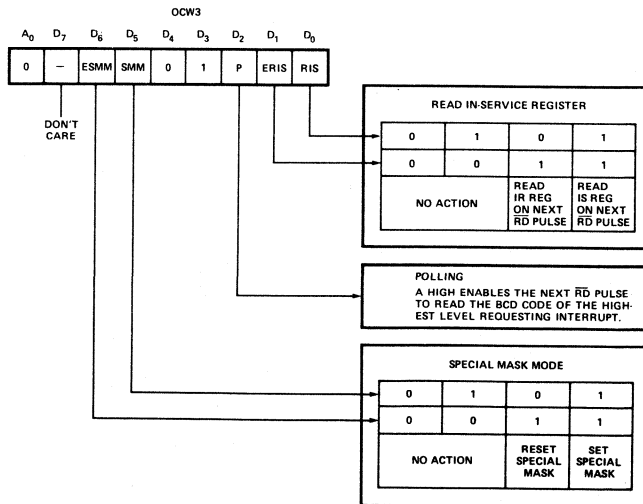 OCW3
A0 D7 D6 D5 D4 D3 D2 D1 D0
0 – ESMM SMM 0 1 P ERIS RIS
DON'T
CARE
READ IN-SERVICE REGISTER
0 1 0 1
0 0 1 1
NO ACTION
READ
IR REG
ON NEXT
RD PULSE
READ
IS REG
ON NEXT
RD PULSE
POLLING
A HIGH ENABLES THE NEXT RD PULSE
TO READ THE BCD CODE OF THE HIGH-
EST LEVEL REQUESTING INTERRUPT.
SPECIAL MASK MODE
0 1 0 1
0 0 1 1
NO ACTION
RESET
SPECIAL
MASK
SET
SPECIAL
MASK